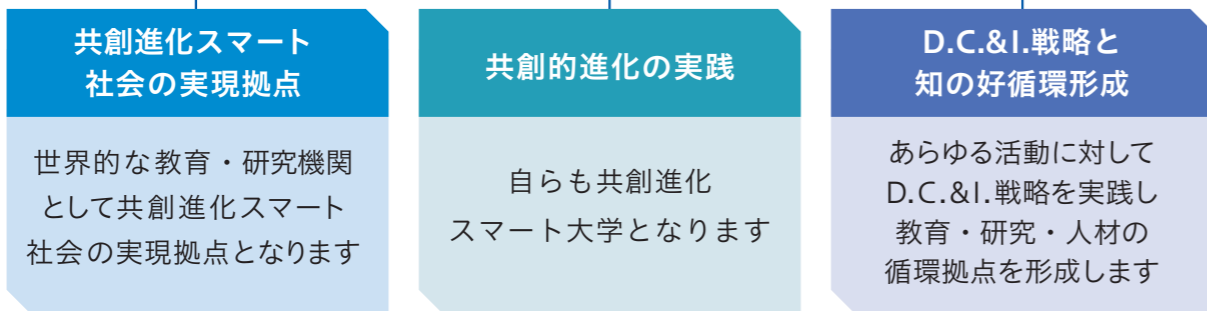 共創進化スマート
社会の実現拠点
世界的な教育・研究機関
として共創進化スマート
社会の実現拠点となります
共創的進化の実践
自らも共創進化
スマート大学となります
D.C.&I.戦略と
知の好循環形成
あらゆる活動に対して
D.C.&I.戦略を実践し
教育・研究・人材の
循環拠点を形成します